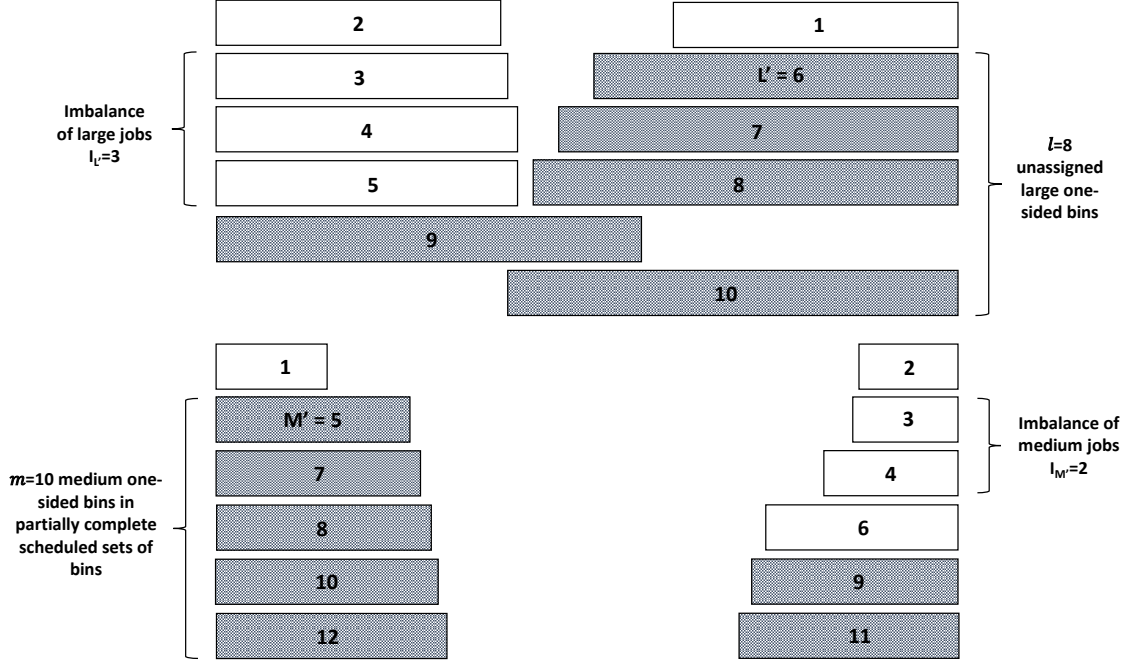 2
1
3
L' = 6
4
7
5
8
9
10
Imbalance
of large jobs
I_L'=3
l=8
unassigned
large one-
sided bins
1
2
M' = 5
3
7
4
8
6
10
9
12
11
m=10 medium one-
sided bins in
partially complete
scheduled sets of
bins
Imbalance of
medium jobs
I_M'=2